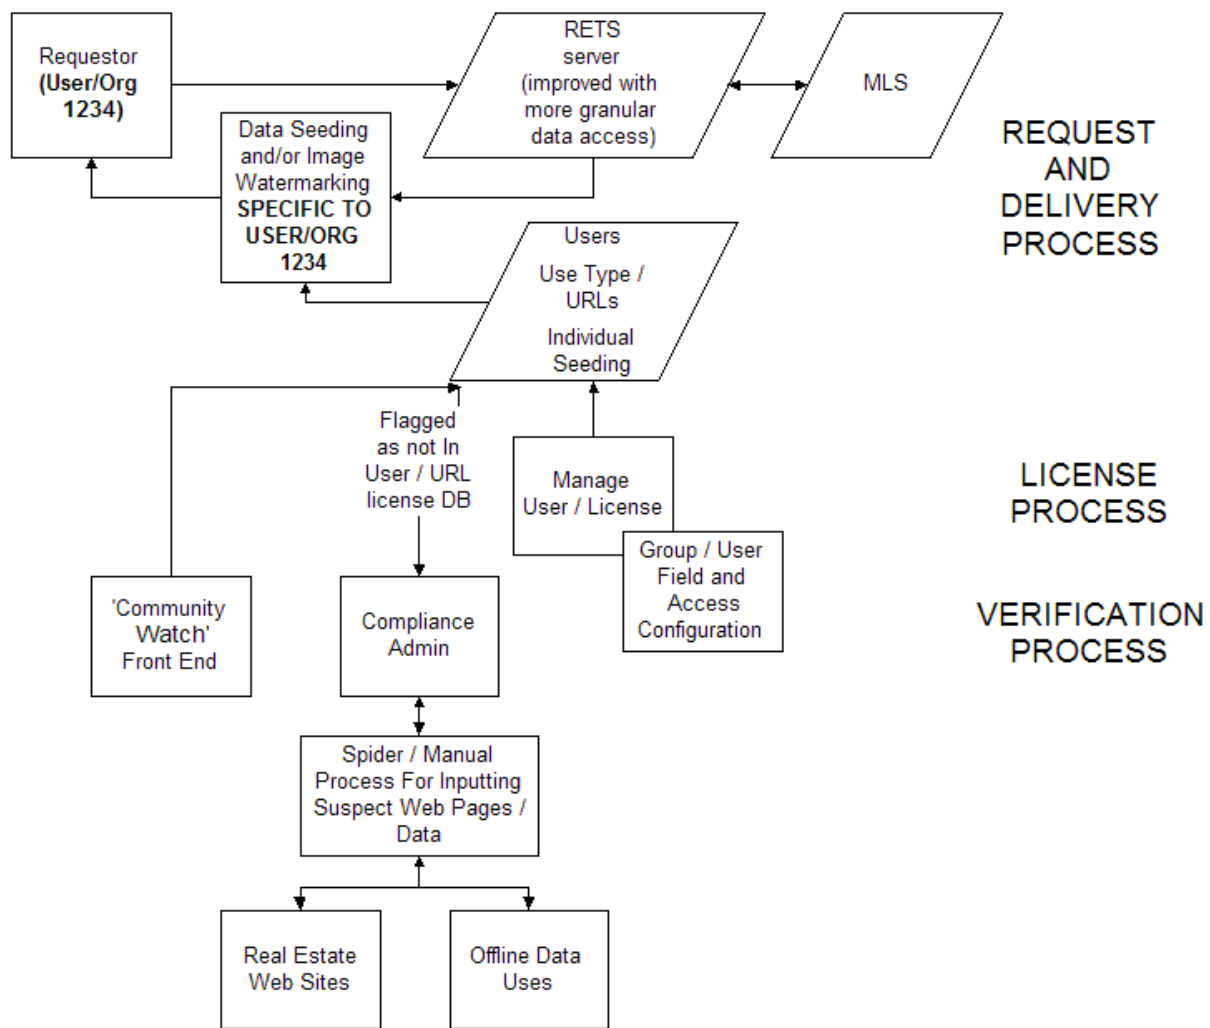 Requestor
(User/Org
1234)
RETS
server
(improved with
more granular
data access)
MLS
Data Seeding
and/or Image
Watermarking
SPECIFIC TO
USER/ORG
1234
REQUEST
AND
DELIVERY
PROCESS
Users
Use Type /
URLs
Individual
Seeding
Flagged
as not In
User / URL
license DB
Manage
User / License
LICENSE
PROCESS
Group / User
Field and
Access
Configuration
'Community
Watch'
Front End
Compliance
Admin
VERIFICATION
PROCESS
Spider / Manual
Process For Inputting
Suspect Web Pages /
Data
Real Estate
Web Sites
Offline Data
Uses